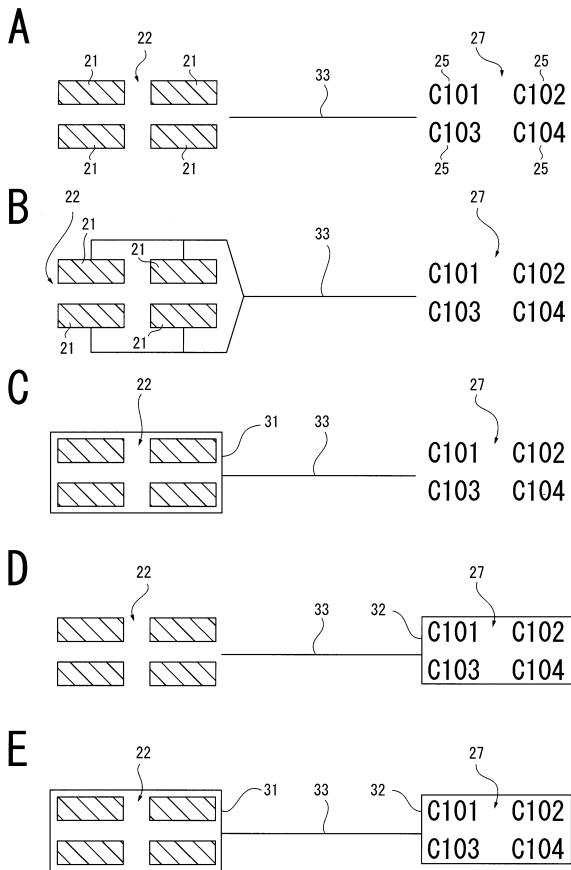 A
22 27
21 21 33 25 25
C101 C102
C103 C104
21 21 25 25
B
22 27
21 21 33
C101 C102
C103 C104
21 21
C
22 31 33 27
C101 C102
C103 C104
D
22 33 32 27
C101 C102
C103 C104
E
22 31 33 32 27
C101 C102
C103 C104